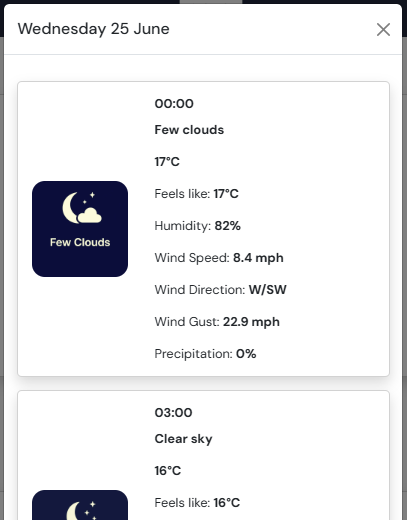 Wednesday 25 June
00:00
Few clouds
17°C
Feels like: 17°C
Humidity: 82%
Few Clouds
Wind Speed: 8.4 mph
Wind Direction: W/SW
Wind Gust: 22.9 mph
Precipitation: 0%
03:00
Clear sky
16°C
Feels like: 16°C